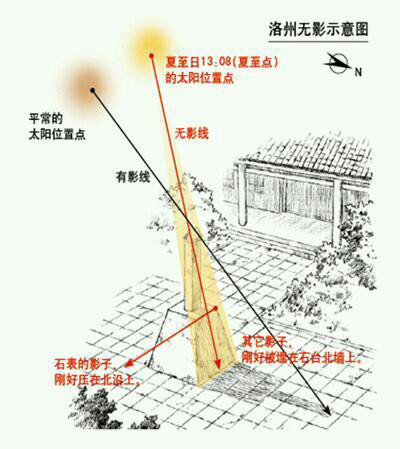 洛州无影示意图
N
夏至日13:08(夏至点)
的太阳位置点
平常的
太阳位置点
无影线
有影线
其它影子,
刚好被埋在石台北墙上。
石表的影子,
刚好压在北沿上。